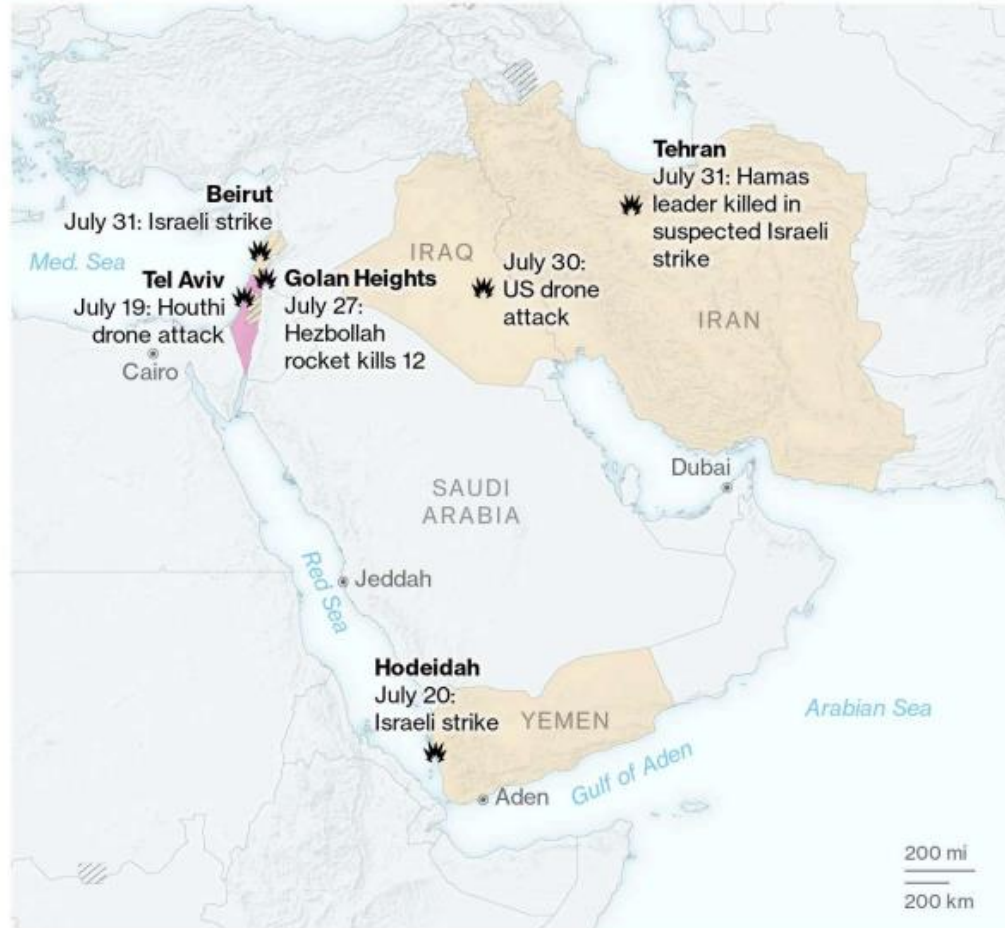 Tehran
July 31: Hamas
leader killed in
suspected Israeli
strike
Beirut
July 31: Israeli strike
Med. Sea
IRAQ
July 30:
US drone
attack
IRAN
Tel Aviv
July 19: Houthi
drone attack
Golan Heights
July 27:
Hezbollah
rocket kills 12
Cairo
Dubai
SAUDI
ARABIA
Red Sea
Jeddah
Hodeidah
July 20:
Israeli strike
YEMEN
Arabian Sea
Gulf of Aden
Aden
200 mi
200 km